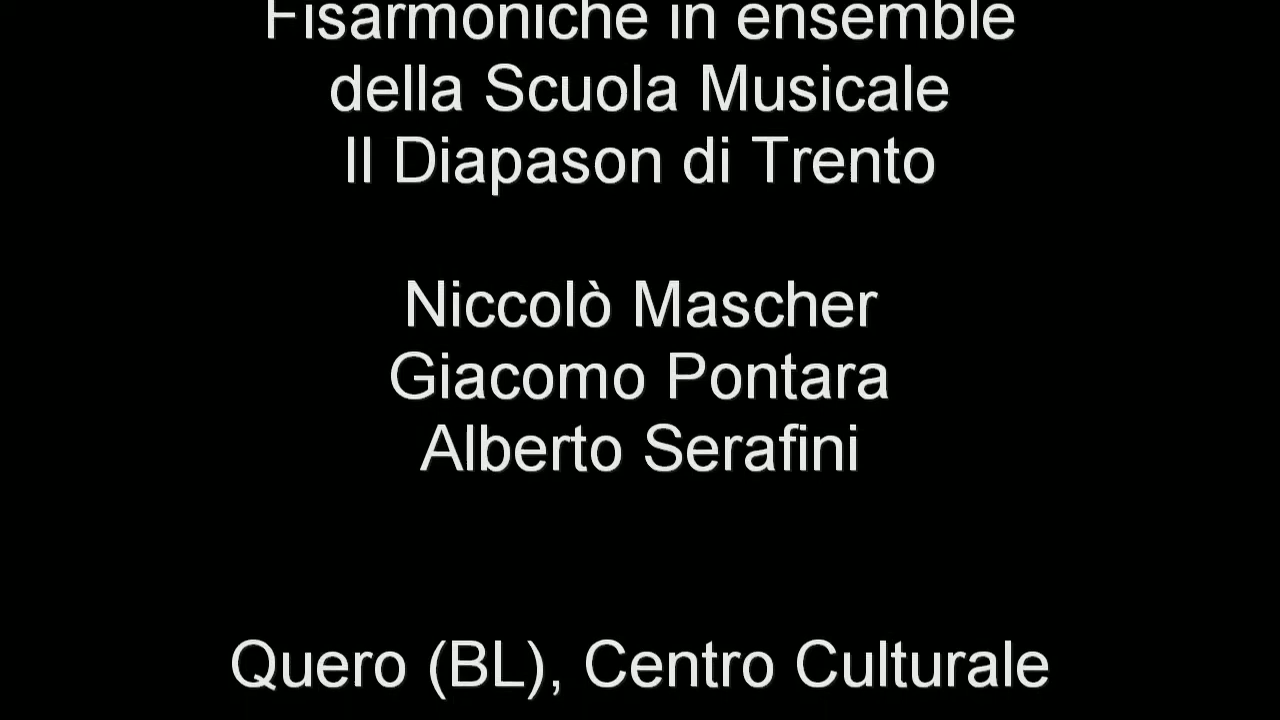 Fisarmoniche in ensemble
della Scuola Musicale
Il Diapason di Trento
Niccolò Mascher
Giacomo Pontara
Alberto Serafini
Quero (BL), Centro Culturale